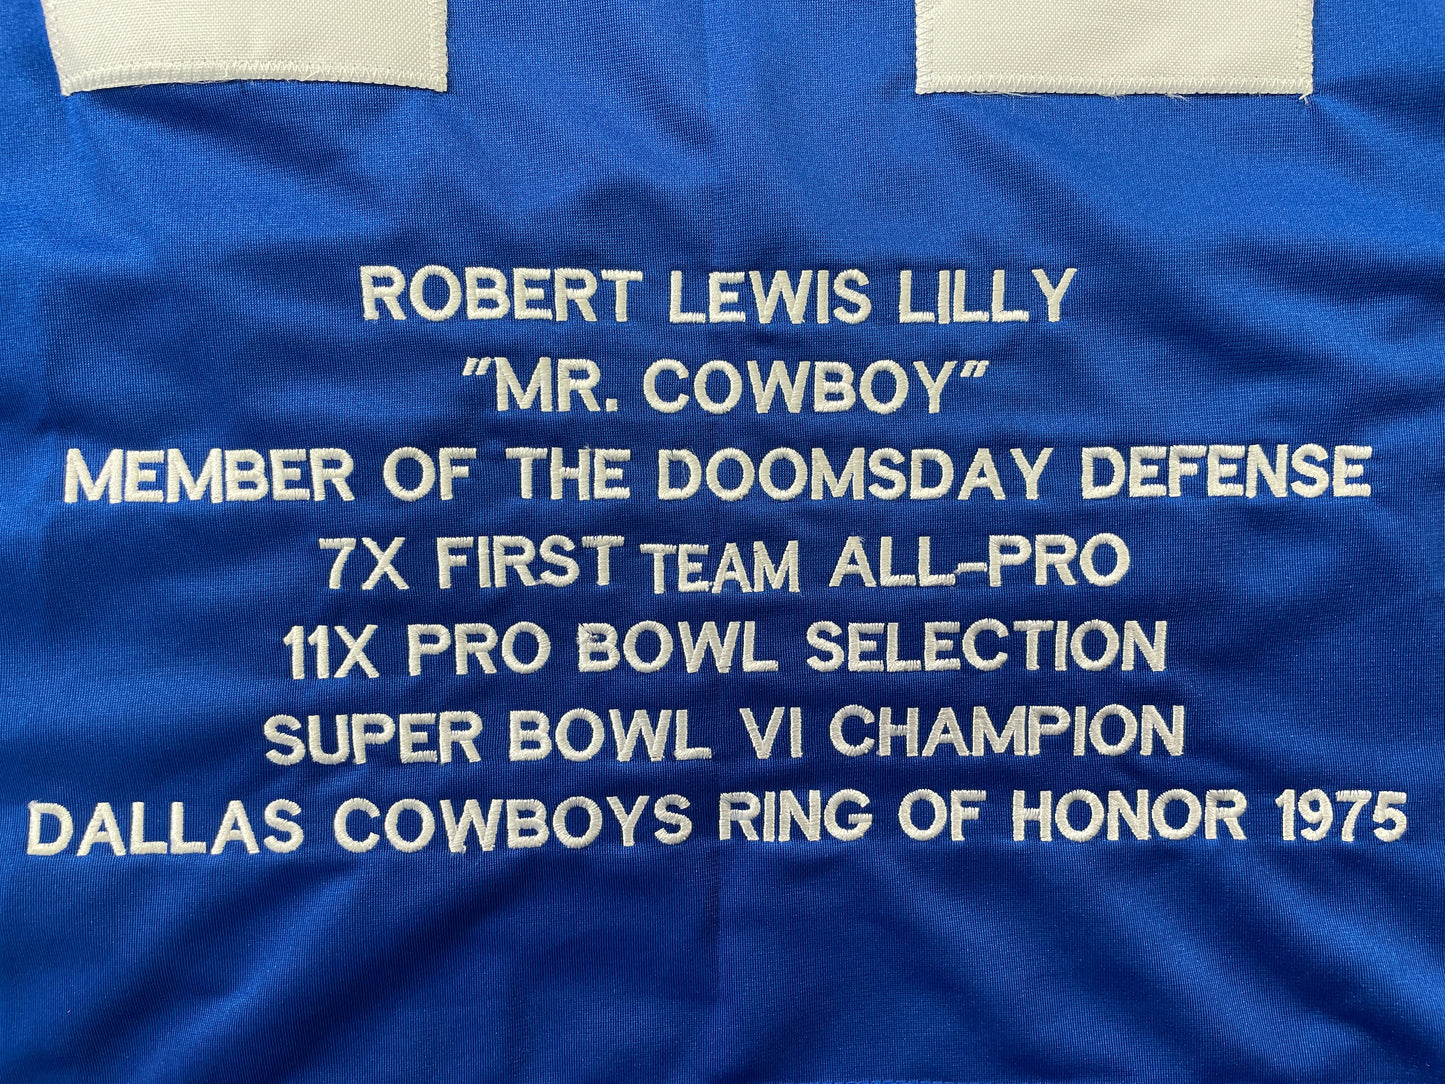 ROBERT LEWIS LILLY
"MR. COWBOY"
MEMBER OF THE DOOMSDAY DEFENSE
7X FIRST TEAM ALL-PRO
11X PRO BOWL SELECTION
SUPER BOWL VI CHAMPION
DALLAS COWBOYS RING OF HONOR 1975